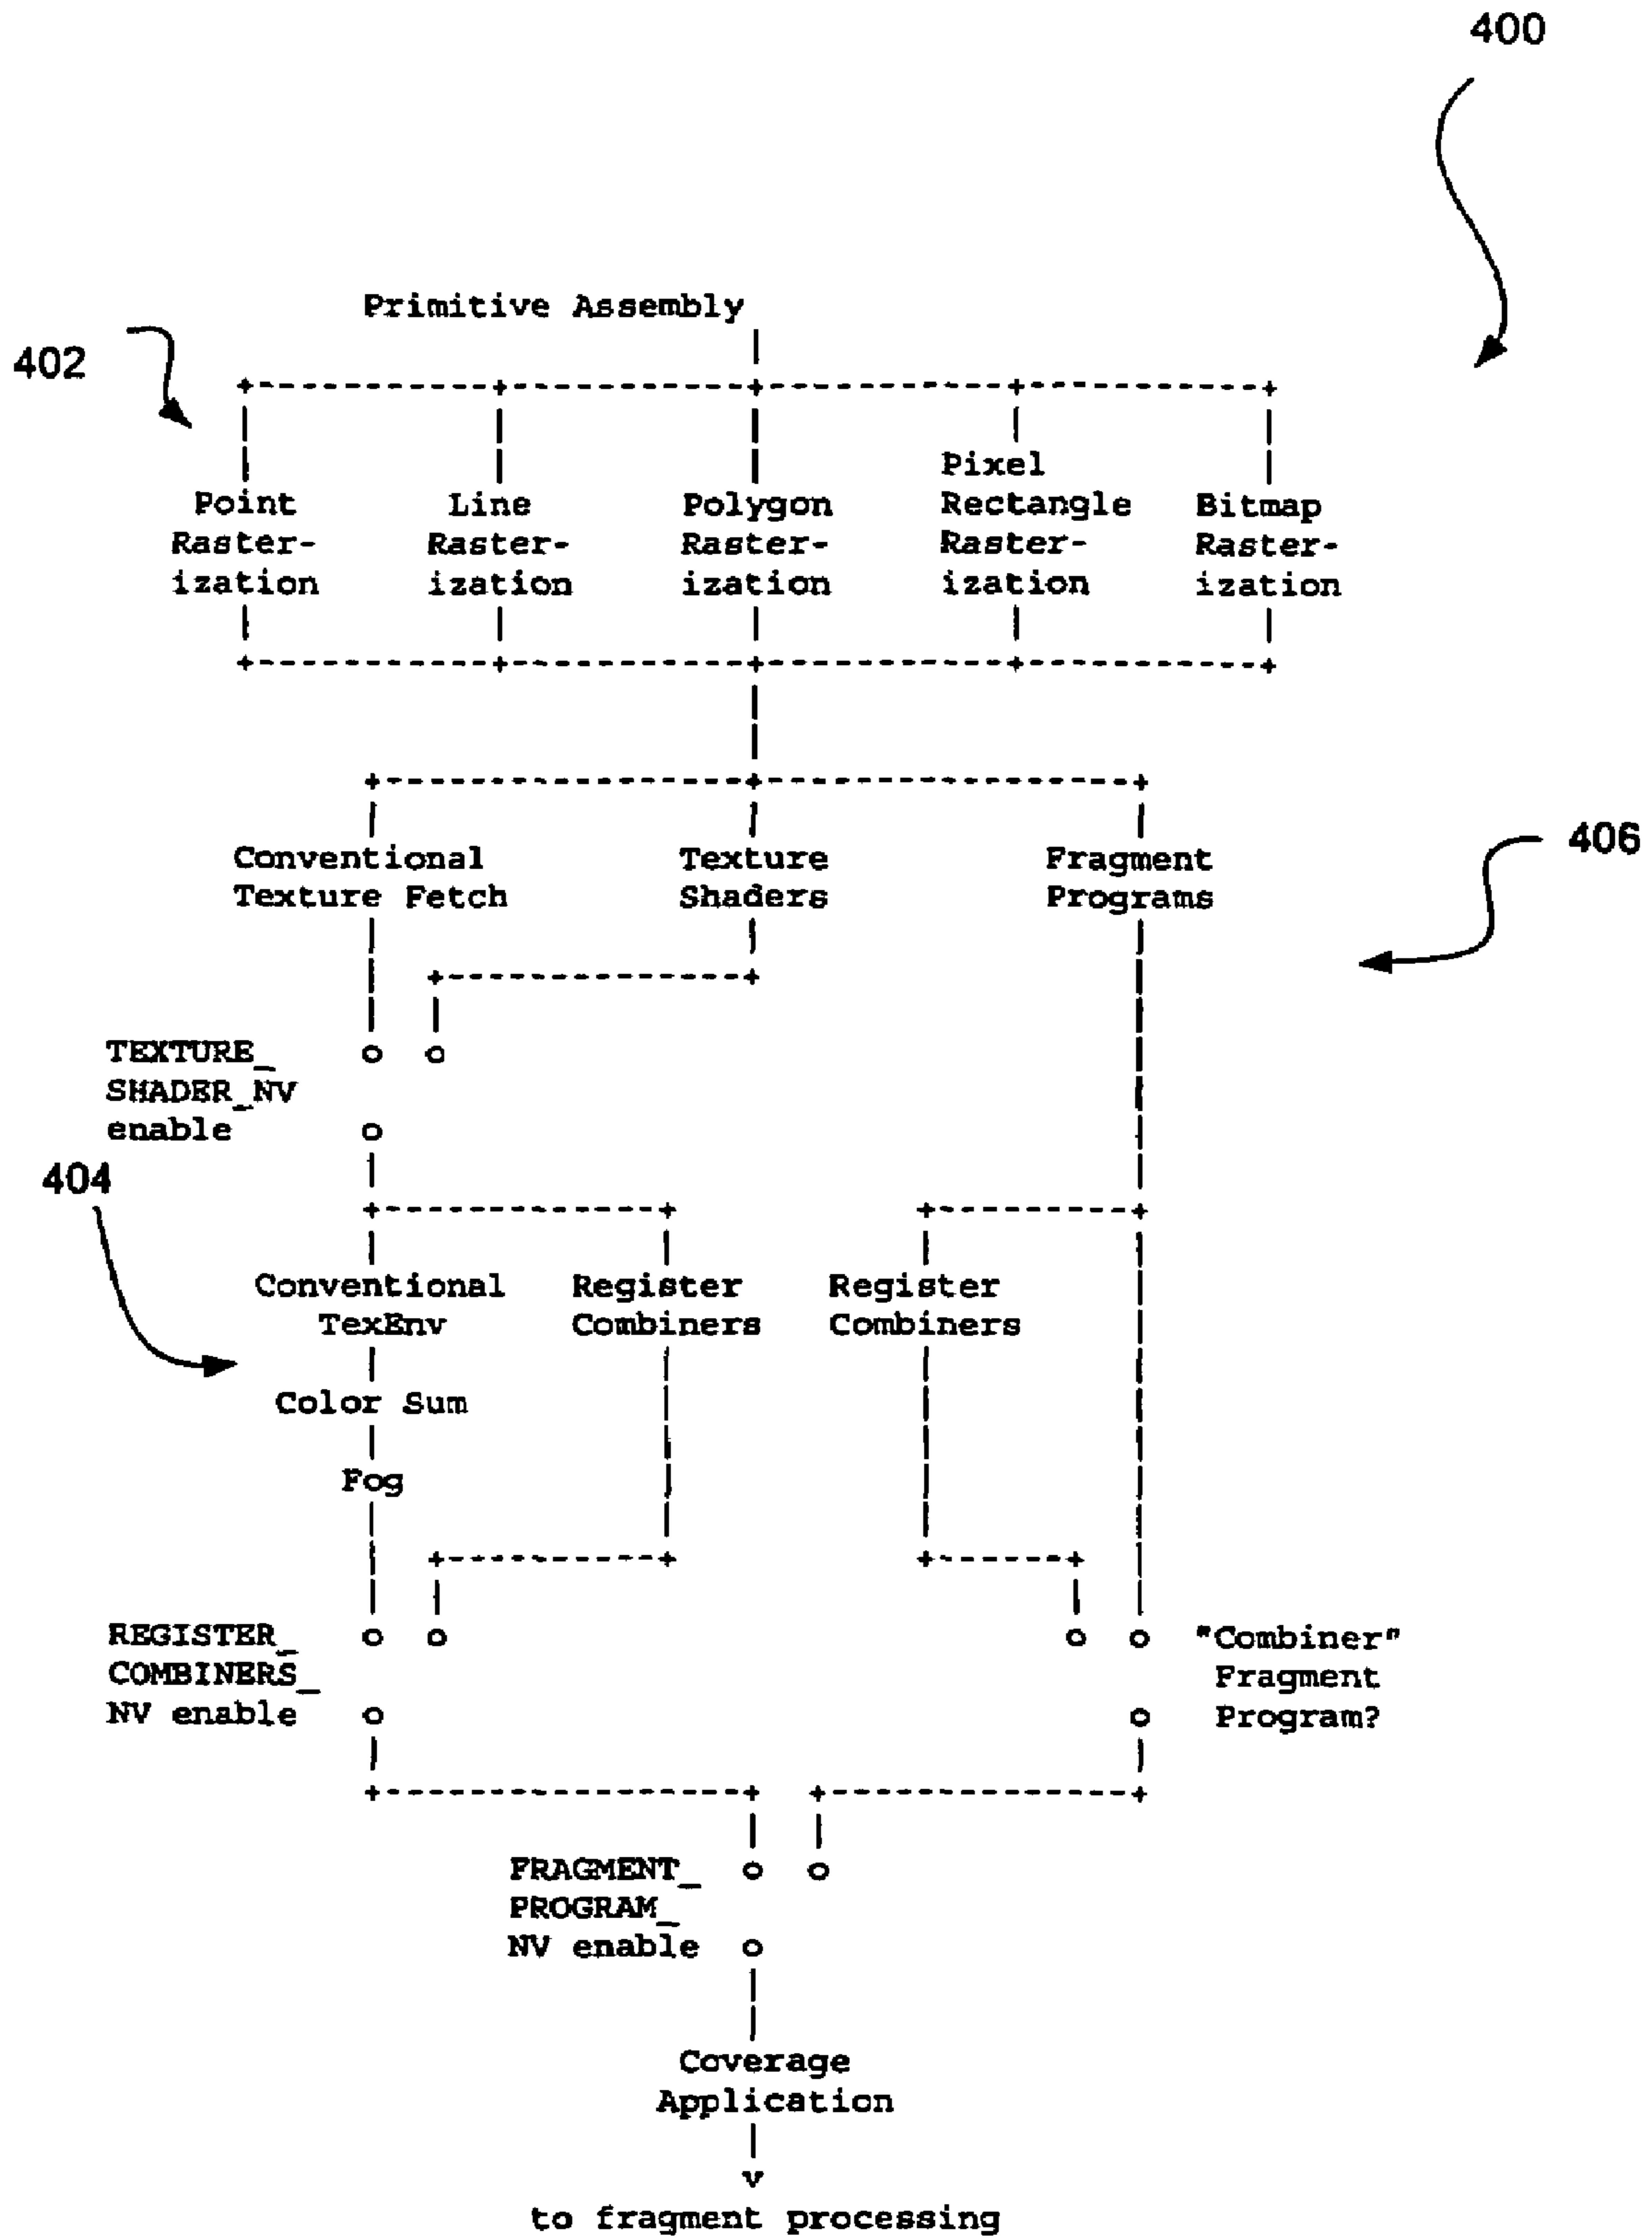 400
Primitive Assembly
402
Pixel
Point Line Polygon Rectangle Bitmap
Raster- Raster- Raster- Raster- Raster-
ization ization ization ization ization
406
Conventional Texture Fragment
Texture Fetch Shaders Programs
TEXTURE_
SHADER_NV
enable
404
Conventional Register Register
TexEnv Combiners Combiners
Color Sum
Fog
REGISTER_ "Combiner"
COMBINERS_ Fragment
NV enable Program?
FRAGMENT_
PROGRAM_
NV enable
Coverage
Application
v
to fragment processing